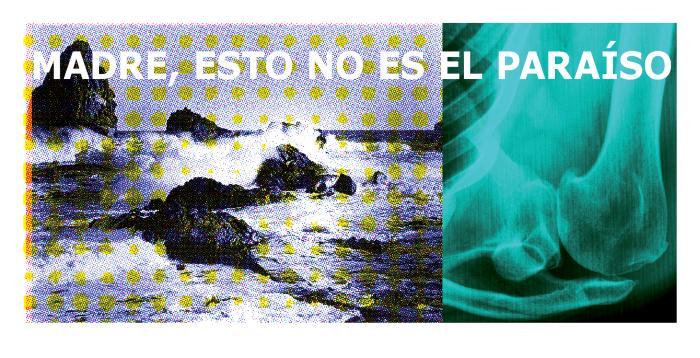 MADRE, ESTO NO ES EL PARAÍSO